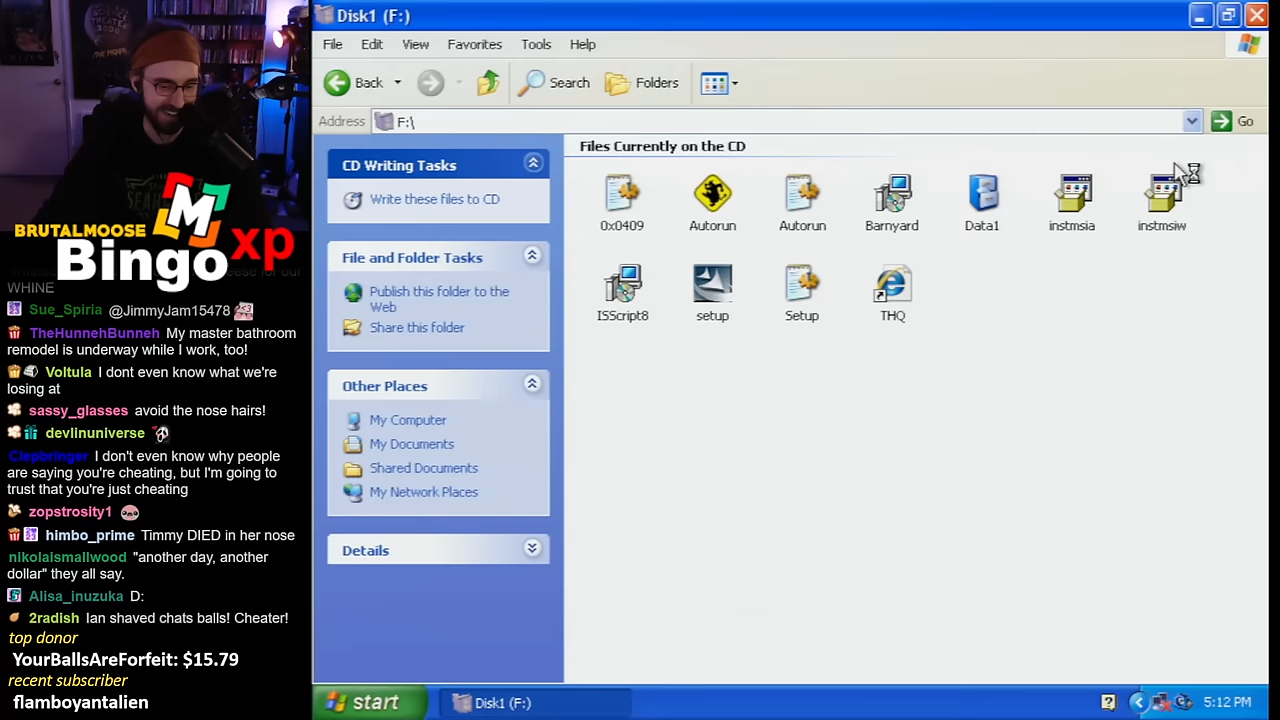 Disk1 (F:)
File Edit View Favorites Tools Help
Back Search Folders
Address F:\ Go
CD Writing Tasks
Write these files to CD
File and Folder Tasks
Publish this folder to the
Web
Share this folder
Other Places
My Computer
My Documents
Shared Documents
My Network Places
Details
Files Currently on the CD
0x0409 Autorun Autorun Barnyard Data1 instmsia instmsiw
ISScript8 setup Setup THQ
start Disk1 (F:) 5:12 PM
BRUTALMOOSE M
Bingo xp
for our
WHINE
Sue_Spiria @JimmyJam15478
TheHunnehBunneh My master bathroom
remodel is underway while I work, too!
Voltula I dont even know what we're
losing at
sassy_glasses avoid the nose hairs!
devlinuniverse
Clepbringer I don't even know why people
are saying you're cheating, but I'm going to
trust that you're just cheating
zopstrosity1
himbo_prime Timmy DIED in her nose
nikolaismallwood "another day, another
dollar" they all say.
Alisa_inuzuka D:
2radish Ian shaved chats balls! Cheater!
top donor
YourBallsAreForfeit: $15.79
recent subscriber
flamboyantalien